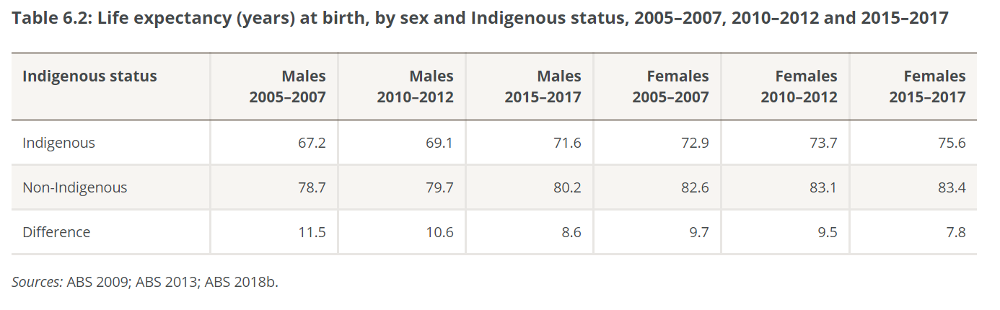 Table 6.2: Life expectancy (years) at birth, by sex and Indigenous status, 2005–2007, 2010–2012 and 2015–2017
Indigenous status Males 2005–2007 Males 2010–2012 Males 2015–2017 Females 2005–2007 Females 2010–2012 Females 2015–2017
Indigenous 67.2 69.1 71.6 72.9 73.7 75.6
Non-Indigenous 78.7 79.7 80.2 82.6 83.1 83.4
Difference 11.5 10.6 8.6 9.7 9.5 7.8
Sources: ABS 2009; ABS 2013; ABS 2018b.